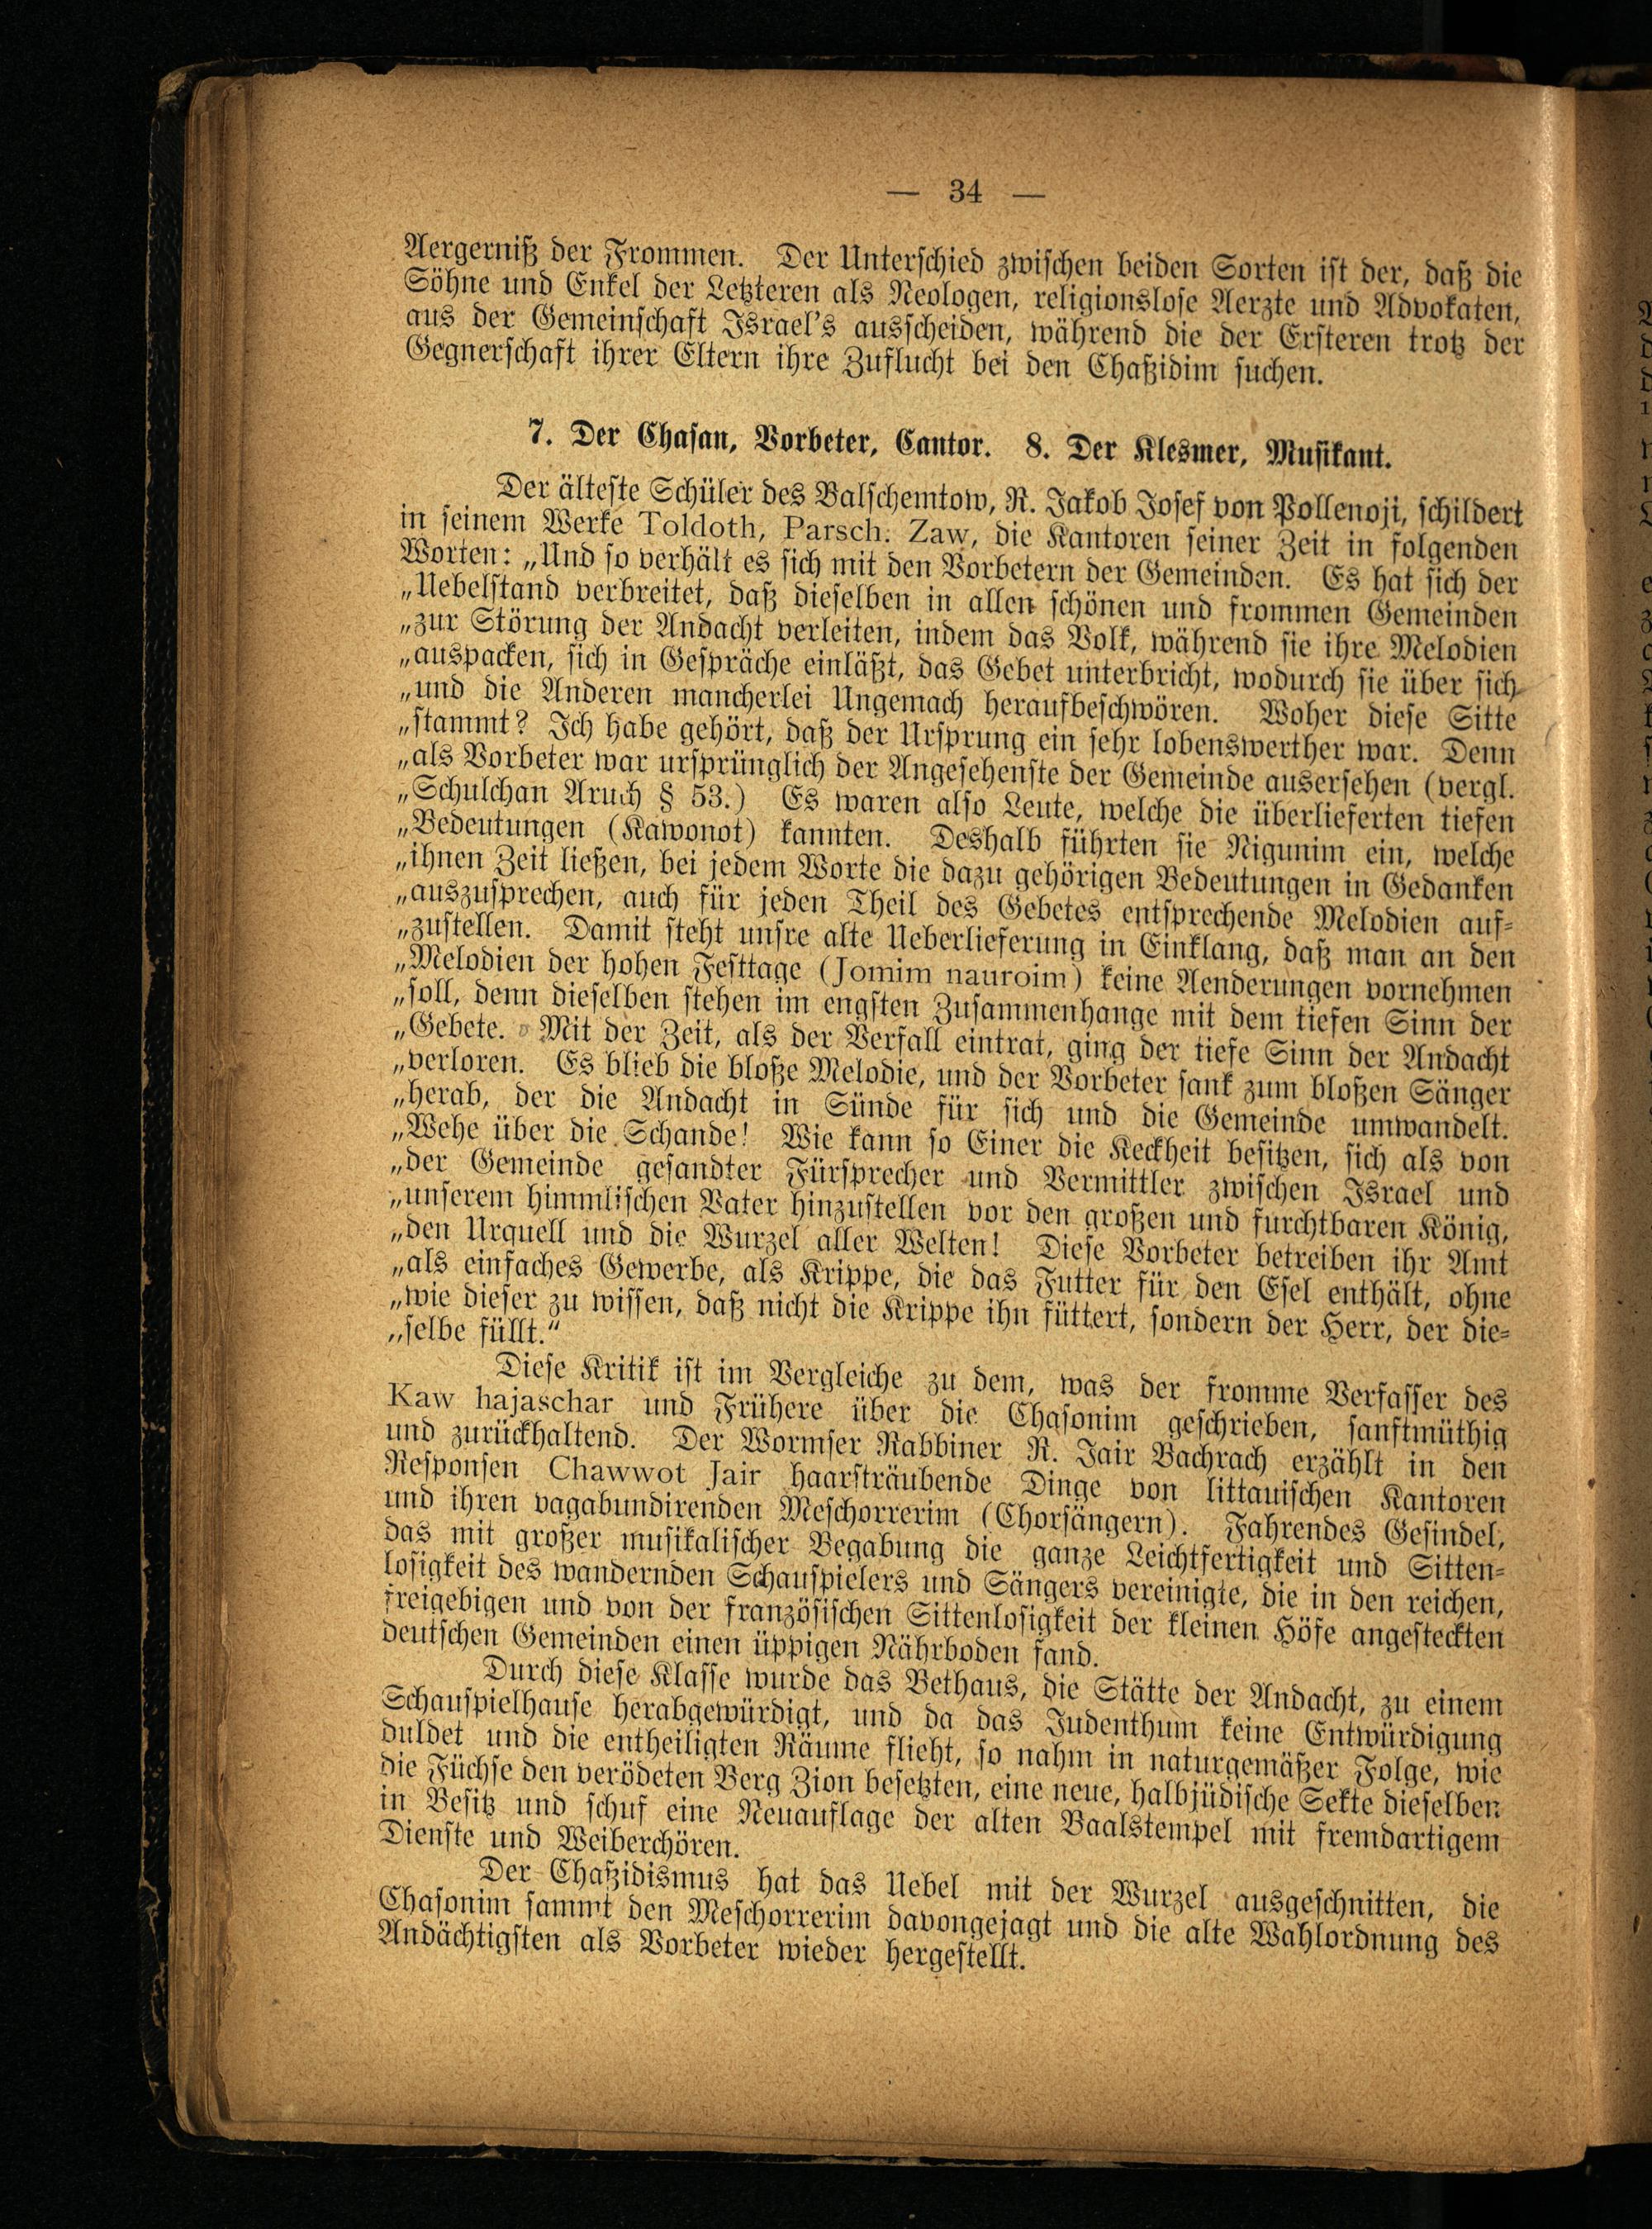 — 34 —
Aergerniß der Frommen. Der Unterschied zwischen beiden Sorten ist der, daß die
Söhne und Enkel der Letzteren als Neologen, religionslose Aerzte und Advokaten,
aus der Gemeinschaft Israel's ausscheiden, während die der Ersteren trotz der
Gegnerschaft ihrer Eltern ihre Zuflucht bei den Chaßidim suchen.
7. Der Chasan, Vorbeter, Cantor. 8. Der Klesmer, Musikant.
Der älteste Schüler des Balschemtow, R. Jakob Josef von Pollenoji, schildert
in seinem Werke Toldoth, Parsch. Zaw, die Kantoren seiner Zeit in folgenden
Worten: „Und so verhält es sich mit den Vorbetern der Gemeinden. Es hat sich der
„Uebelstand verbreitet, daß dieselben in allen schönen und frommen Gemeinden
„zur Störung der Andacht verleiten, indem das Volk, während sie ihre Melodien
„auspacken, sich in Gespräche einläßt, das Gebet unterbricht, wodurch sie über sich
„und die Anderen mancherlei Ungemach heraufbeschwören. Woher diese Sitte
„stammt? Ich habe gehört, daß der Ursprung ein sehr lobenswerther war. Denn
„als Vorbeter war ursprünglich der Angesehenste der Gemeinde ausersehen (vergl.
„Schulchan Aruch § 53.) Es waren also Leute, welche die überlieferten tiefen
„Bedeutungen (Kawonot) kannten. Deshalb führten sie Nigunim ein, welche
„ihnen Zeit ließen, bei jedem Worte die dazu gehörigen Bedeutungen in Gedanken
„auszusprechen, auch für jeden Theil des Gebetes entsprechende Melodien auf-
„zustellen. Damit steht unsre alte Ueberlieferung in Einklang, daß man an den
„Melodien der hohen Festtage (Jomim nauroim) keine Aenderungen vornehmen
„soll, denn dieselben stehen im engsten Zusammenhange mit dem tiefen Sinn der
„Gebete. Mit der Zeit, als der Verfall eintrat, ging der tiefe Sinn der Andacht
„verloren. Es blieb die bloße Melodie, und der Vorbeter sank zum bloßen Sänger
„herab, der die Andacht in Sünde für sich und die Gemeinde umwandelt.
„Wehe über die Schande! Wie kann so Einer die Keckheit besitzen, sich als von
„der Gemeinde gesandter Fürsprecher und Vermittler zwischen Israel und
„unserem himmlischen Vater hinzustellen vor den großen und furchtbaren König,
„den Urquell und die Wurzel aller Welten! Diese Vorbeter betreiben ihr Amt
„als einfaches Gewerbe, als Krippe, die das Futter für den Esel enthält, ohne
„wie dieser zu wissen, daß nicht die Krippe ihn füttert, sondern der Herr, der die-
„selbe füllt.“
Diese Kritik ist im Vergleiche zu dem, was der fromme Verfasser des
Kaw hajaschar und Frühere über die Chasonim geschrieben, sanftmüthig
und zurückhaltend. Der Wormser Rabbiner R. Jair Bachrach erzählt in den
Responsen Chawwot Jair haarsträubende Dinge von littauischen Kantoren
und ihren vagabundirenden Meschorrerim (Chorsängern). Fahrendes Gesindel,
das mit großer musikalischer Begabung die ganze Leichtfertigkeit und Sitten-
losigkeit des wandernden Schauspielers und Sängers vereinigte, die in den reichen,
freigebigen und von der französischen Sittenlosigkeit der kleinen Höfe angesteckten
deutschen Gemeinden einen üppigen Nährboden fand.
Durch diese Klasse wurde das Bethaus, die Stätte der Andacht, zu einem
Schauspielhause herabgewürdigt, und da das Judenthum keine Entwürdigung
duldet und die entheiligten Räume flieht, so nahm in naturgemäßer Folge, wie
die Füchse den verödeten Berg Zion besetzten, eine neue, halbjüdische Sekte dieselben
in Besitz und schuf eine Neuauflage der alten Baalstempel mit fremdartigem
Dienste und Weiberchören.
Der Chaßidismus hat das Uebel mit der Wurzel ausgeschnitten, die
Chasonim sammt den Meschorrerim davongejagt und die alte Wahlordnung des
Andächtigsten als Vorbeter wieder hergestellt.